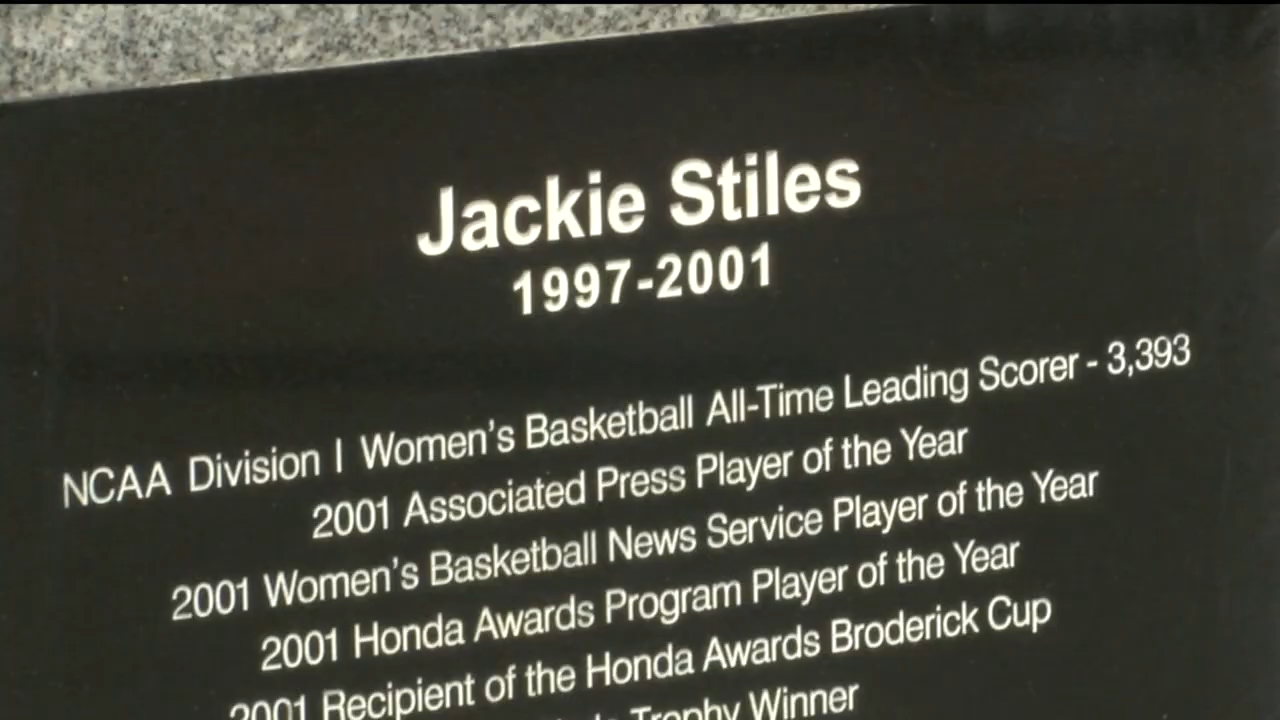 Jackie Stiles
1997-2001
NCAA Division I Women's Basketball All-Time Leading Scorer - 3,393
2001 Associated Press Player of the Year
2001 Women's Basketball News Service Player of the Year
2001 Honda Awards Program Player of the Year
2001 Recipient of the Honda Awards Broderick Cup
Trophy Winner